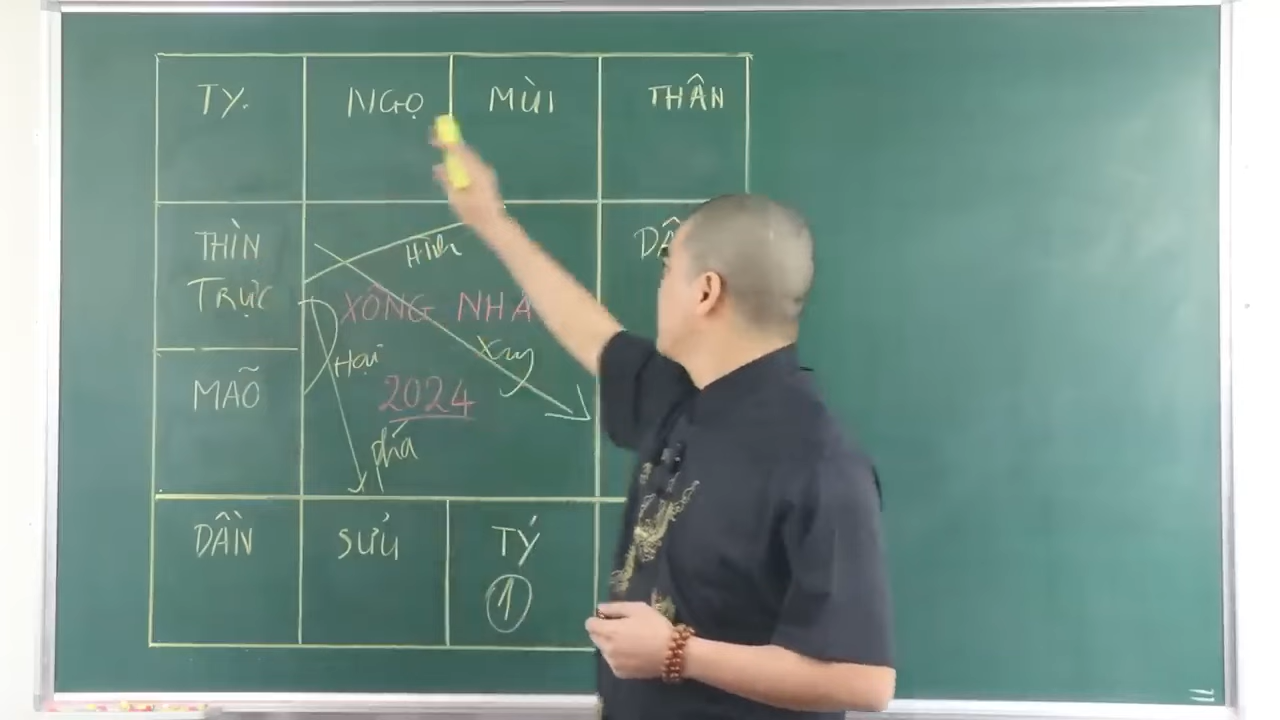 TỴ.
NGỌ
MÙI
THÂN
THÌN
TRỰC
Hình
XÔNG NHÀ
MÃO
Hại
Xung
2024
phá
DẦN
SỬU
TÝ
1